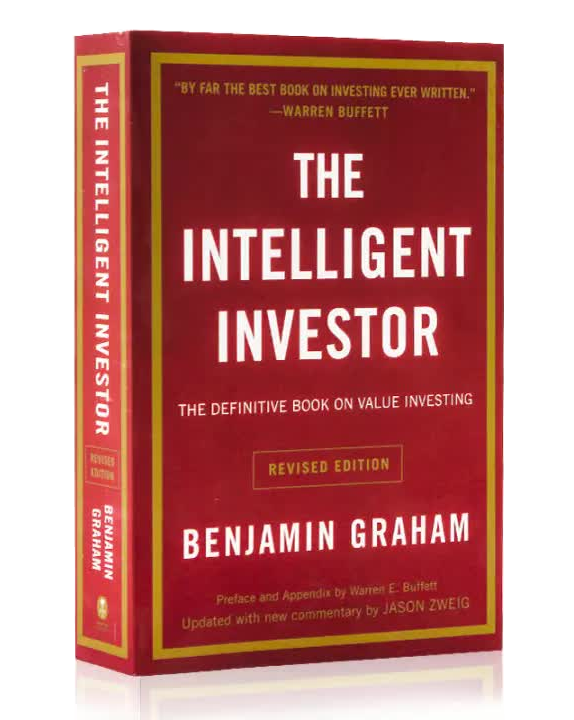 THE INTELLIGENT INVESTOR
REVISED
EDITION
BENJAMIN
GRAHAM
“BY FAR THE BEST BOOK ON INVESTING EVER WRITTEN.”
—WARREN BUFFETT
THE
INTELLIGENT
INVESTOR
THE DEFINITIVE BOOK ON VALUE INVESTING
REVISED EDITION
BENJAMIN GRAHAM
Preface and Appendix by Warren E. Buffett
Updated with new commentary by JASON ZWEIG